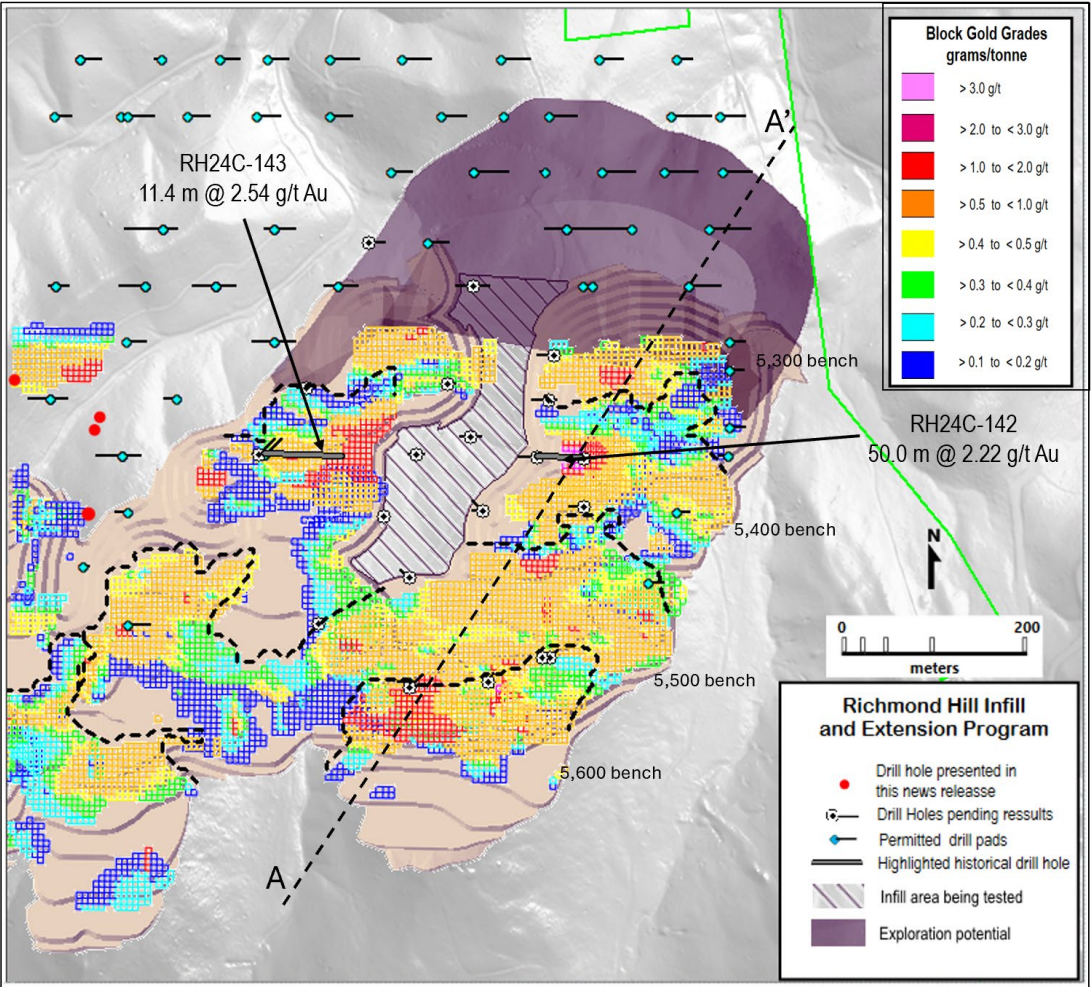 Block Gold Grades
grams/tonne
> 3.0 g/t
> 2.0 to < 3.0 g/t
> 1.0 to < 2.0 g/t
> 0.5 to < 1.0 g/t
> 0.4 to < 0.5 g/t
> 0.3 to < 0.4 g/t
> 0.2 to < 0.3 g/t
> 0.1 to < 0.2 g/t
A'
RH24C-143
11.4 m @ 2.54 g/t Au
5,300 bench
RH24C-142
50.0 m @ 2.22 g/t Au
5,400 bench
N
0 200
meters
5,500 bench
5,600 bench
A
Richmond Hill Infill
and Extension Program
Drill hole presented in
this news releasse
Drill Holes pending ressults
Permitted drill pads
Highlighted historical drill hole
Infill area being tested
Exploration potential